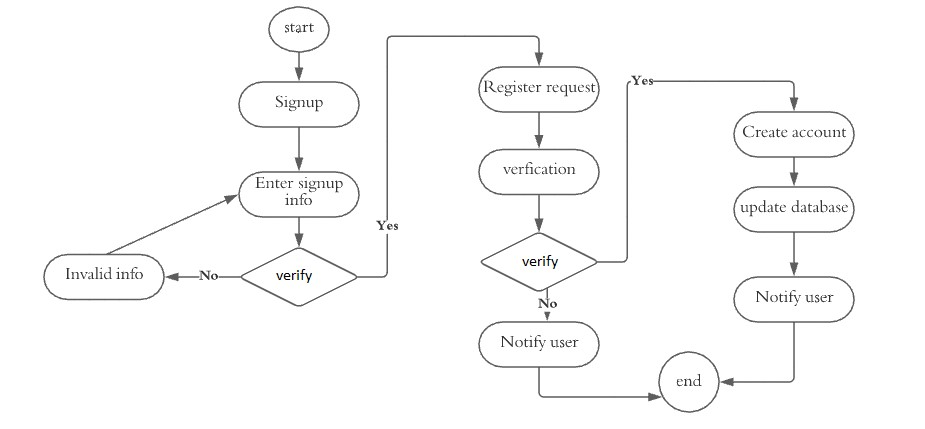 start
Signup
Enter signup
info
verify
No
Invalid info
Yes
Register request
verfication
verify
No
Notify user
Yes
Create account
update database
Notify user
end